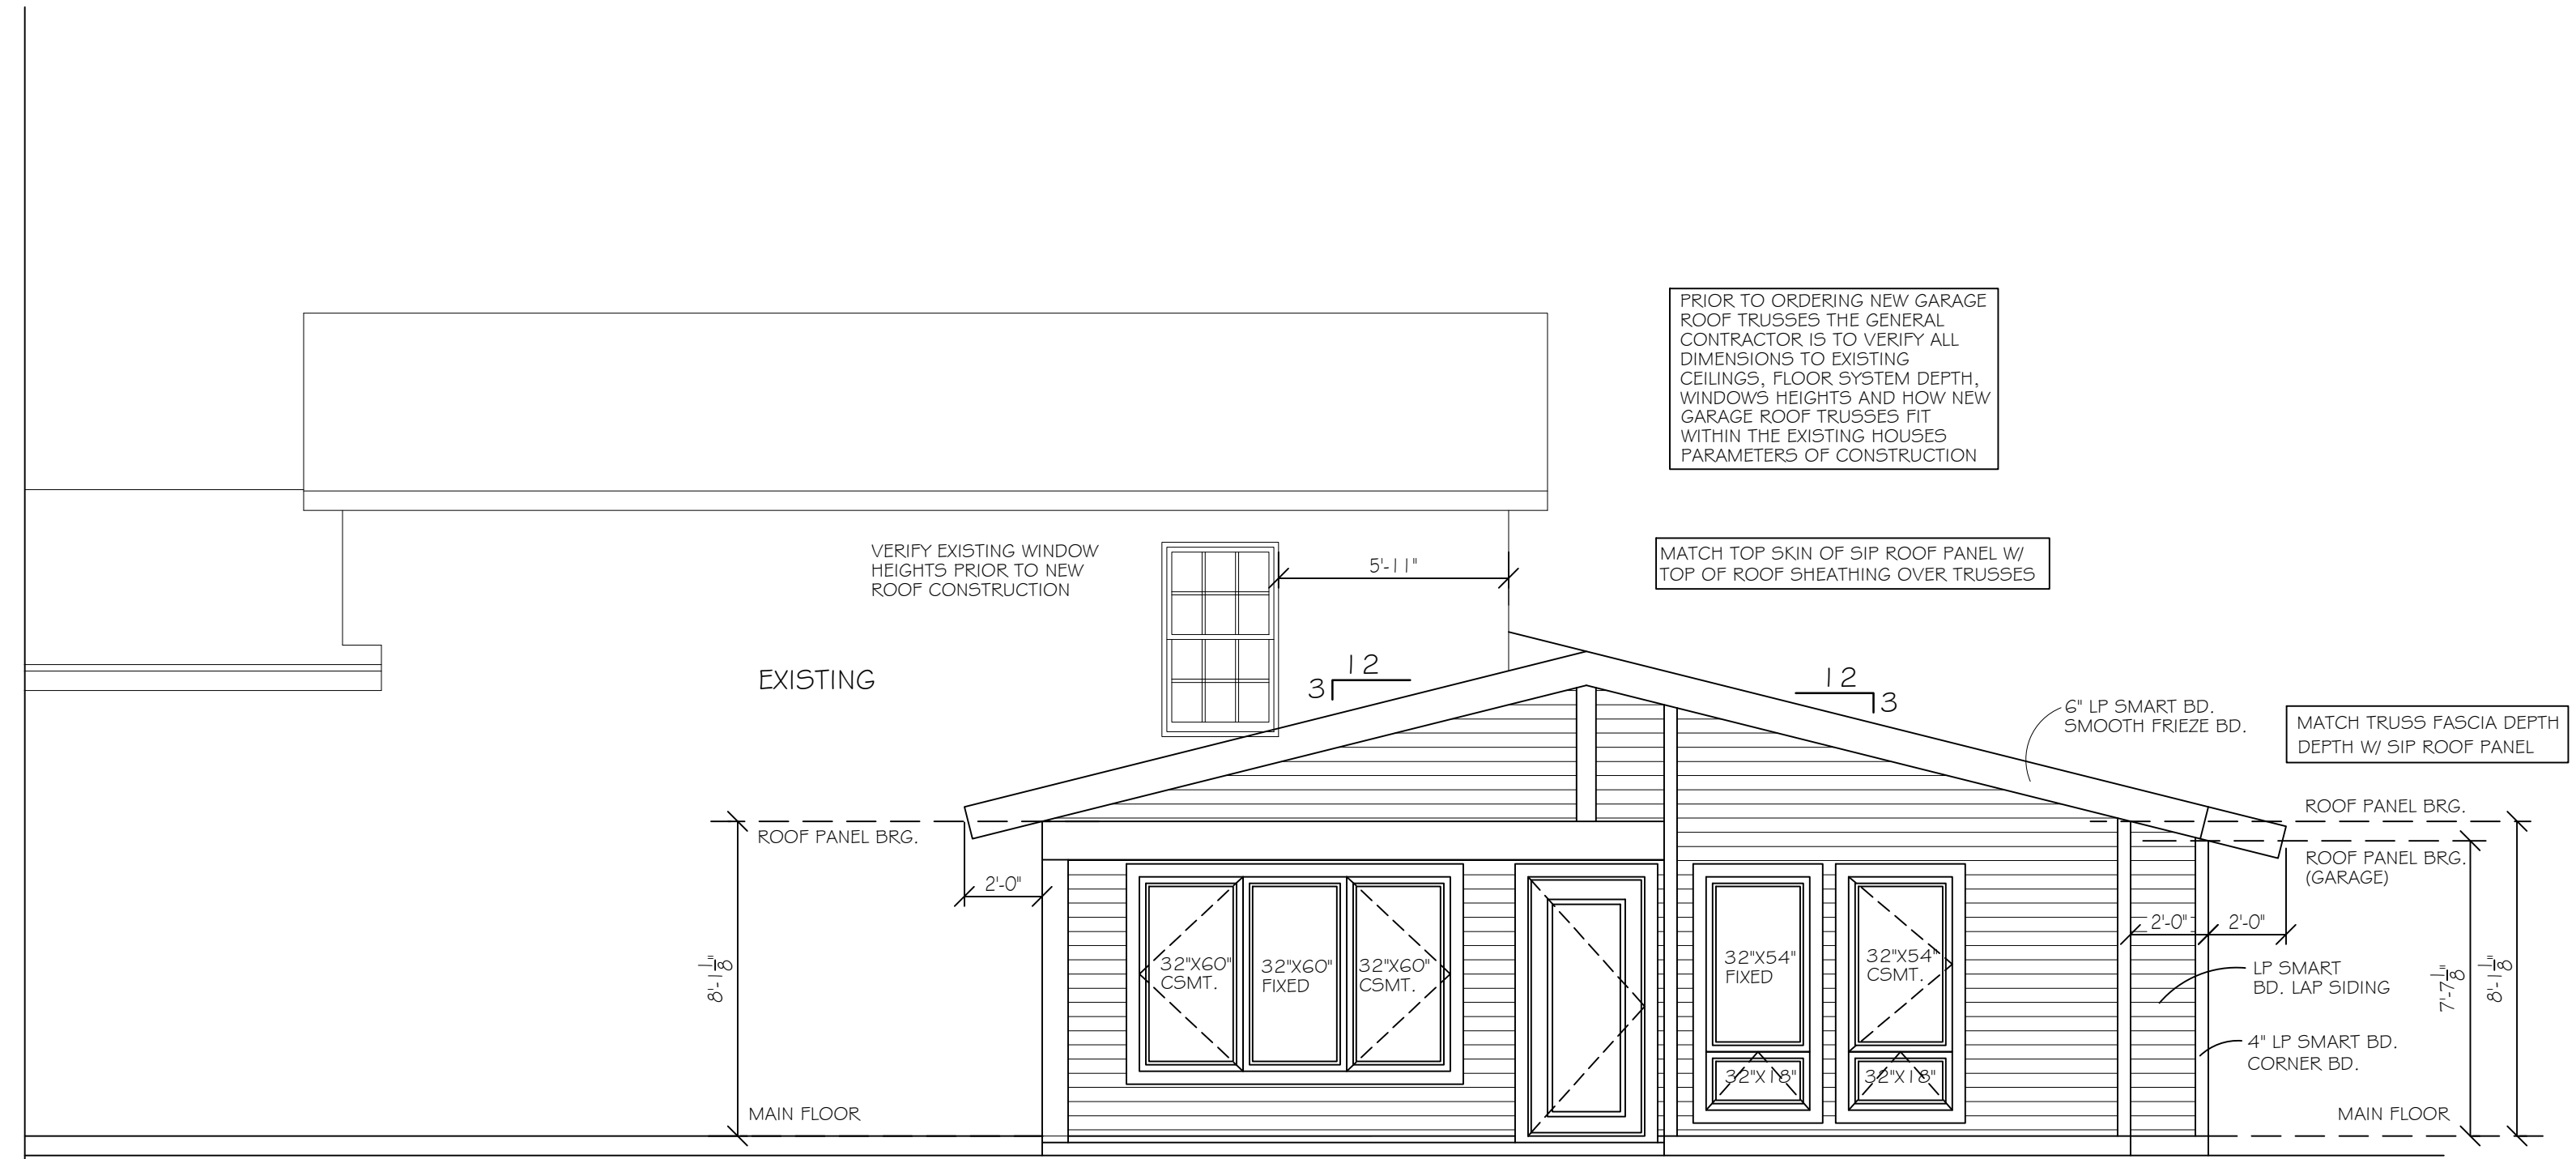 PRIOR TO ORDERING NEW GARAGE
ROOF TRUSSES THE GENERAL
CONTRACTOR IS TO VERIFY ALL
DIMENSIONS TO EXISTING
CEILINGS, FLOOR SYSTEM DEPTH,
WINDOWS HEIGHTS AND HOW NEW
GARAGE ROOF TRUSSES FIT
WITHIN THE EXISTING HOUSES
PARAMETERS OF CONSTRUCTION
VERIFY EXISTING WINDOW
HEIGHTS PRIOR TO NEW
ROOF CONSTRUCTION
5'-11"
MATCH TOP SKIN OF SIP ROOF PANEL W/
TOP OF ROOF SHEATHING OVER TRUSSES
EXISTING
12
3
12
3
6" LP SMART BD.
SMOOTH FRIEZE BD.
MATCH TRUSS FASCIA DEPTH
DEPTH W/ SIP ROOF PANEL
ROOF PANEL BRG.
ROOF PANEL BRG.
ROOF PANEL BRG.
(GARAGE)
2'-0"
2'-0"
2'-0"
8'-1 1/8"
32"X60"
CSMT.
32"X60"
FIXED
32"X60"
CSMT.
32"X54"
FIXED
32"X54"
CSMT.
32"X18"
32"X18"
LP SMART
BD. LAP SIDING
7'-7 1/8"
8'-1 1/8"
4" LP SMART BD.
CORNER BD.
MAIN FLOOR
MAIN FLOOR